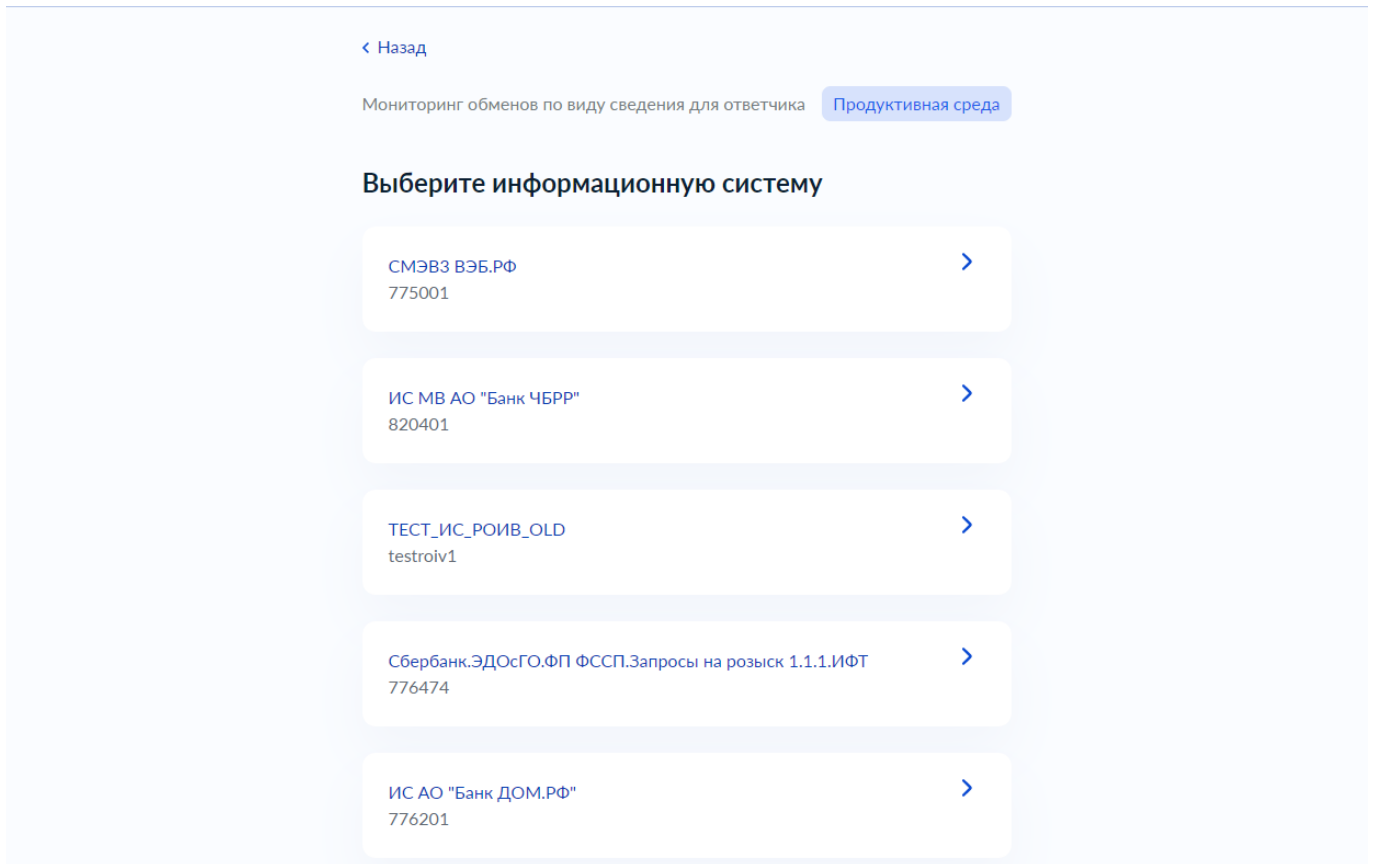 Назад
Мониторинг обменов по виду сведения для ответчика Продуктивная среда
Выберите информационную систему
СМЭВ3 ВЭБ.РФ
775001
ИС МВ АО "Банк ЧБРР"
820401
ТЕСТ_ИС_РОИВ_OLD
testroiv1
Сбербанк.ЭДОсГО.ФП ФССП.Запросы на розыск 1.1.1.ИФТ
776474
ИС АО "Банк ДОМ.РФ"
776201